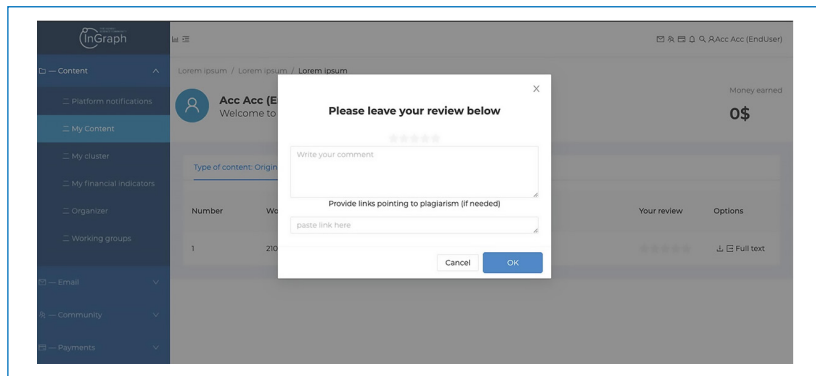 InGraph
Acc Acc (EndUser)
— Content
Lorem ipsum / Lorem ipsum / Lorem ipsum
Platform notifications
Acc Acc (E
Welcome to
Money earned
0$
My Content
My cluster
My financial indicators
Organizer
Working groups
— Email
— Community
— Payments
Type of content: Origin
Number Wo Your review Options
1 210 Full text
X
Please leave your review below
Write your comment
Provide links pointing to plagiarism (if needed)
paste link here
Cancel OK